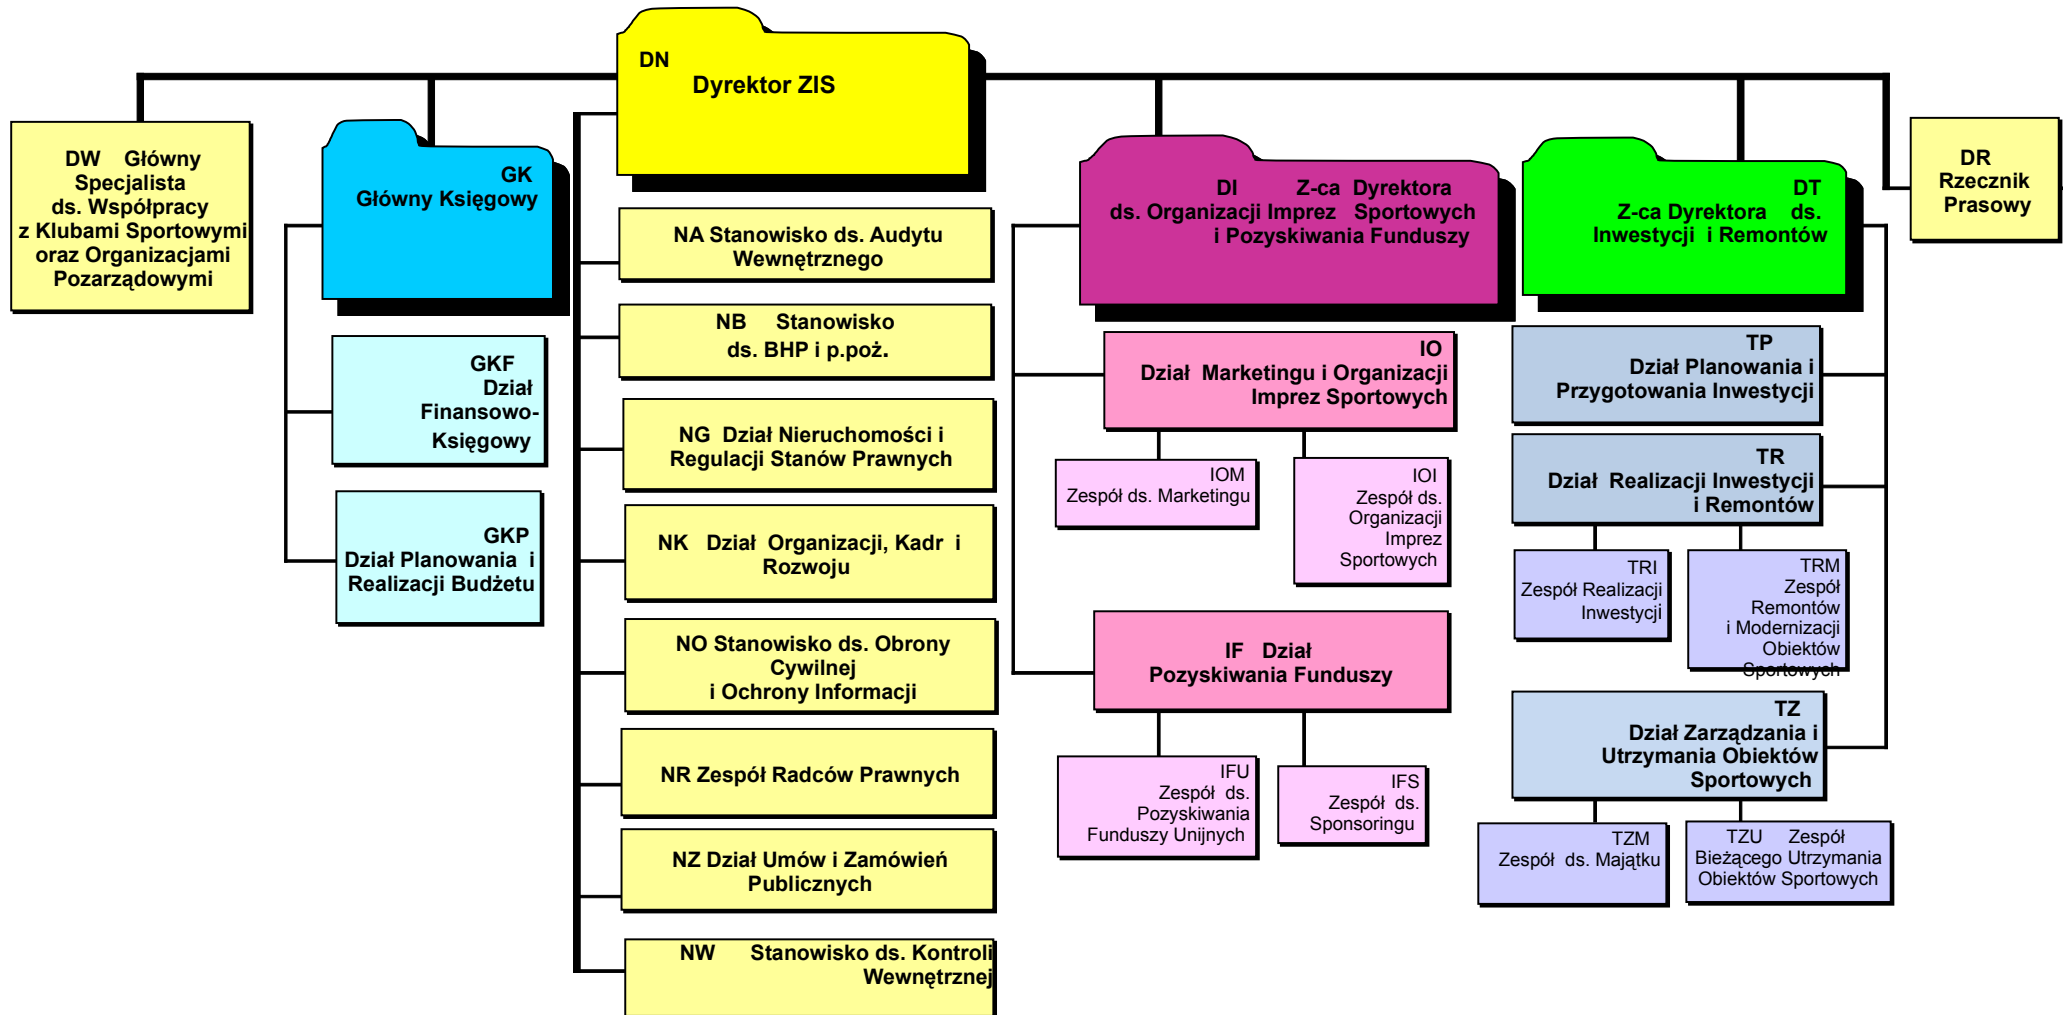 DN
Dyrektor ZIS
DW Główny
Specjalista
ds. Współpracy
z Klubami Sportowymi
oraz Organizacjami
Pozarządowymi
GK
Główny Księgowy
GKF
Dział
Finansowo-
Księgowy
GKP
Dział Planowania i
Realizacji Budżetu
NA Stanowisko ds. Audytu
Wewnętrznego
NB Stanowisko
ds. BHP i p.poż.
NG Dział Nieruchomości i
Regulacji Stanów Prawnych
NK Dział Organizacji, Kadr i
Rozwoju
NO Stanowisko ds. Obrony
Cywilnej
i Ochrony Informacji
NR Zespół Radców Prawnych
NZ Dział Umów i Zamówień
Publicznych
NW Stanowisko ds. Kontroli
Wewnętrznej
DI Z-ca Dyrektora
ds. Organizacji Imprez Sportowych
i Pozyskiwania Funduszy
IO
Dział Marketingu i Organizacji
Imprez Sportowych
IOM
Zespół ds. Marketingu
IOI
Zespół ds.
Organizacji
Imprez
Sportowych
IF Dział
Pozyskiwania Funduszy
IFU
Zespół ds.
Pozyskiwania
Funduszy Unijnych
IFS
Zespół ds.
Sponsoringu
DT
Z-ca Dyrektora ds.
Inwestycji i Remontów
TP
Dział Planowania i
Przygotowania Inwestycji
TR
Dział Realizacji Inwestycji
i Remontów
TRI
Zespół Realizacji
Inwestycji
TRM
Zespół
Remontów
i Modernizacji
Obiektów
Sportowych
TZ
Dział Zarządzania i
Utrzymania Obiektów
Sportowych
TZM
Zespół ds. Majątku
TZU Zespół
Bieżącego Utrzymania
Obiektów Sportowych
DR
Rzecznik
Prasowy